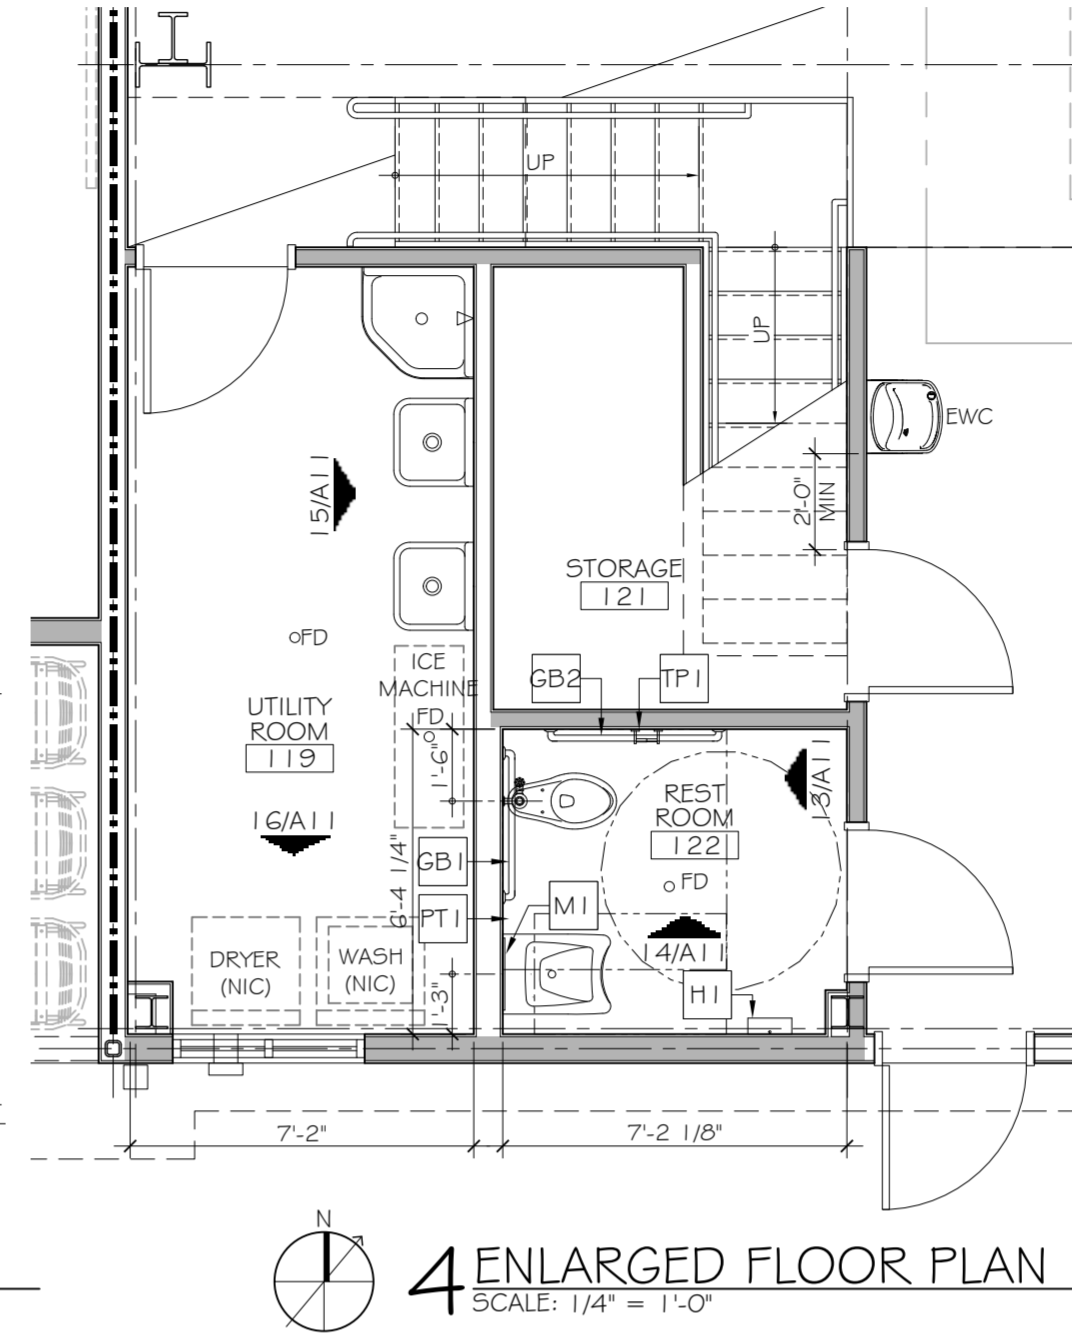 UP
UP
EWC
15/A11
2'-0"
MIN
STORAGE
121
FD
ICE
MACHINE
FD
GB2
TP1
UTILITY
ROOM
119
1'-6"
13/A11
REST
ROOM
122
16/A11
6'-4 1/4"
GB1
FD
PT1
M1
14/A11
DRYER
(NIC)
WASH
(NIC)
1'-3"
H1
7'-2"
7'-2 1/8"
N
4 ENLARGED FLOOR PLAN
SCALE: 1/4" = 1'-0"